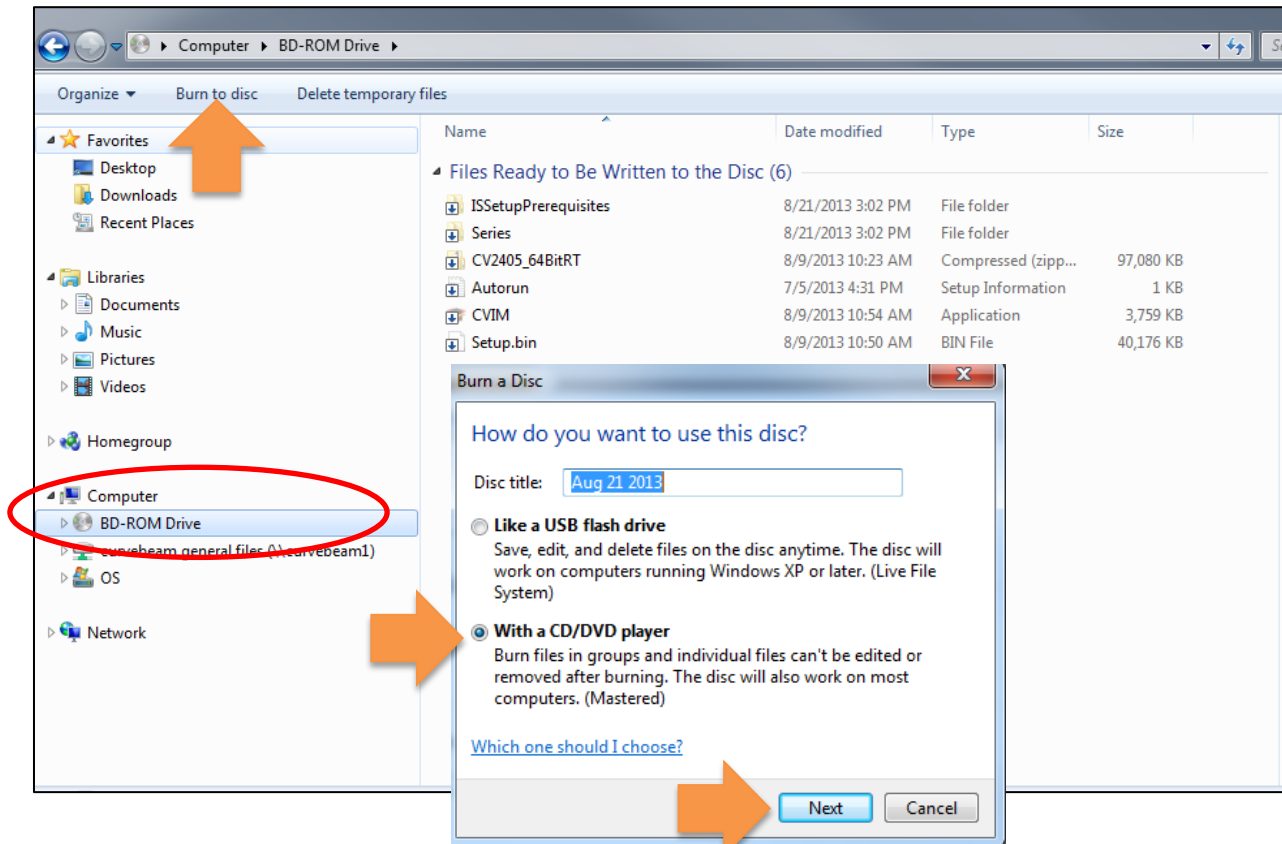 Computer ▸ BD-ROM Drive ▸
Organize ▾ Burn to disc Delete temporary files
Favorites
Desktop
Downloads
Recent Places
Libraries
Documents
Music
Pictures
Videos
Homegroup
Computer
BD-ROM Drive
curvebeam general files (\\curvebeam1)
OS
Network
Name Date modified Type Size
Files Ready to Be Written to the Disc (6)
ISSetupPrerequisites 8/21/2013 3:02 PM File folder
Series 8/21/2013 3:02 PM File folder
CV2405_64BitRT 8/9/2013 10:23 AM Compressed (zipp... 97,080 KB
Autorun 7/5/2013 4:31 PM Setup Information 1 KB
CVIM 8/9/2013 10:54 AM Application 3,759 KB
Setup.bin 8/9/2013 10:50 AM BIN File 40,176 KB
Burn a Disc
How do you want to use this disc?
Disc title: Aug 21 2013
Like a USB flash drive
Save, edit, and delete files on the disc anytime. The disc will
work on computers running Windows XP or later. (Live File
System)
With a CD/DVD player
Burn files in groups and individual files can't be edited or
removed after burning. The disc will also work on most
computers. (Mastered)
Which one should I choose?
Next Cancel